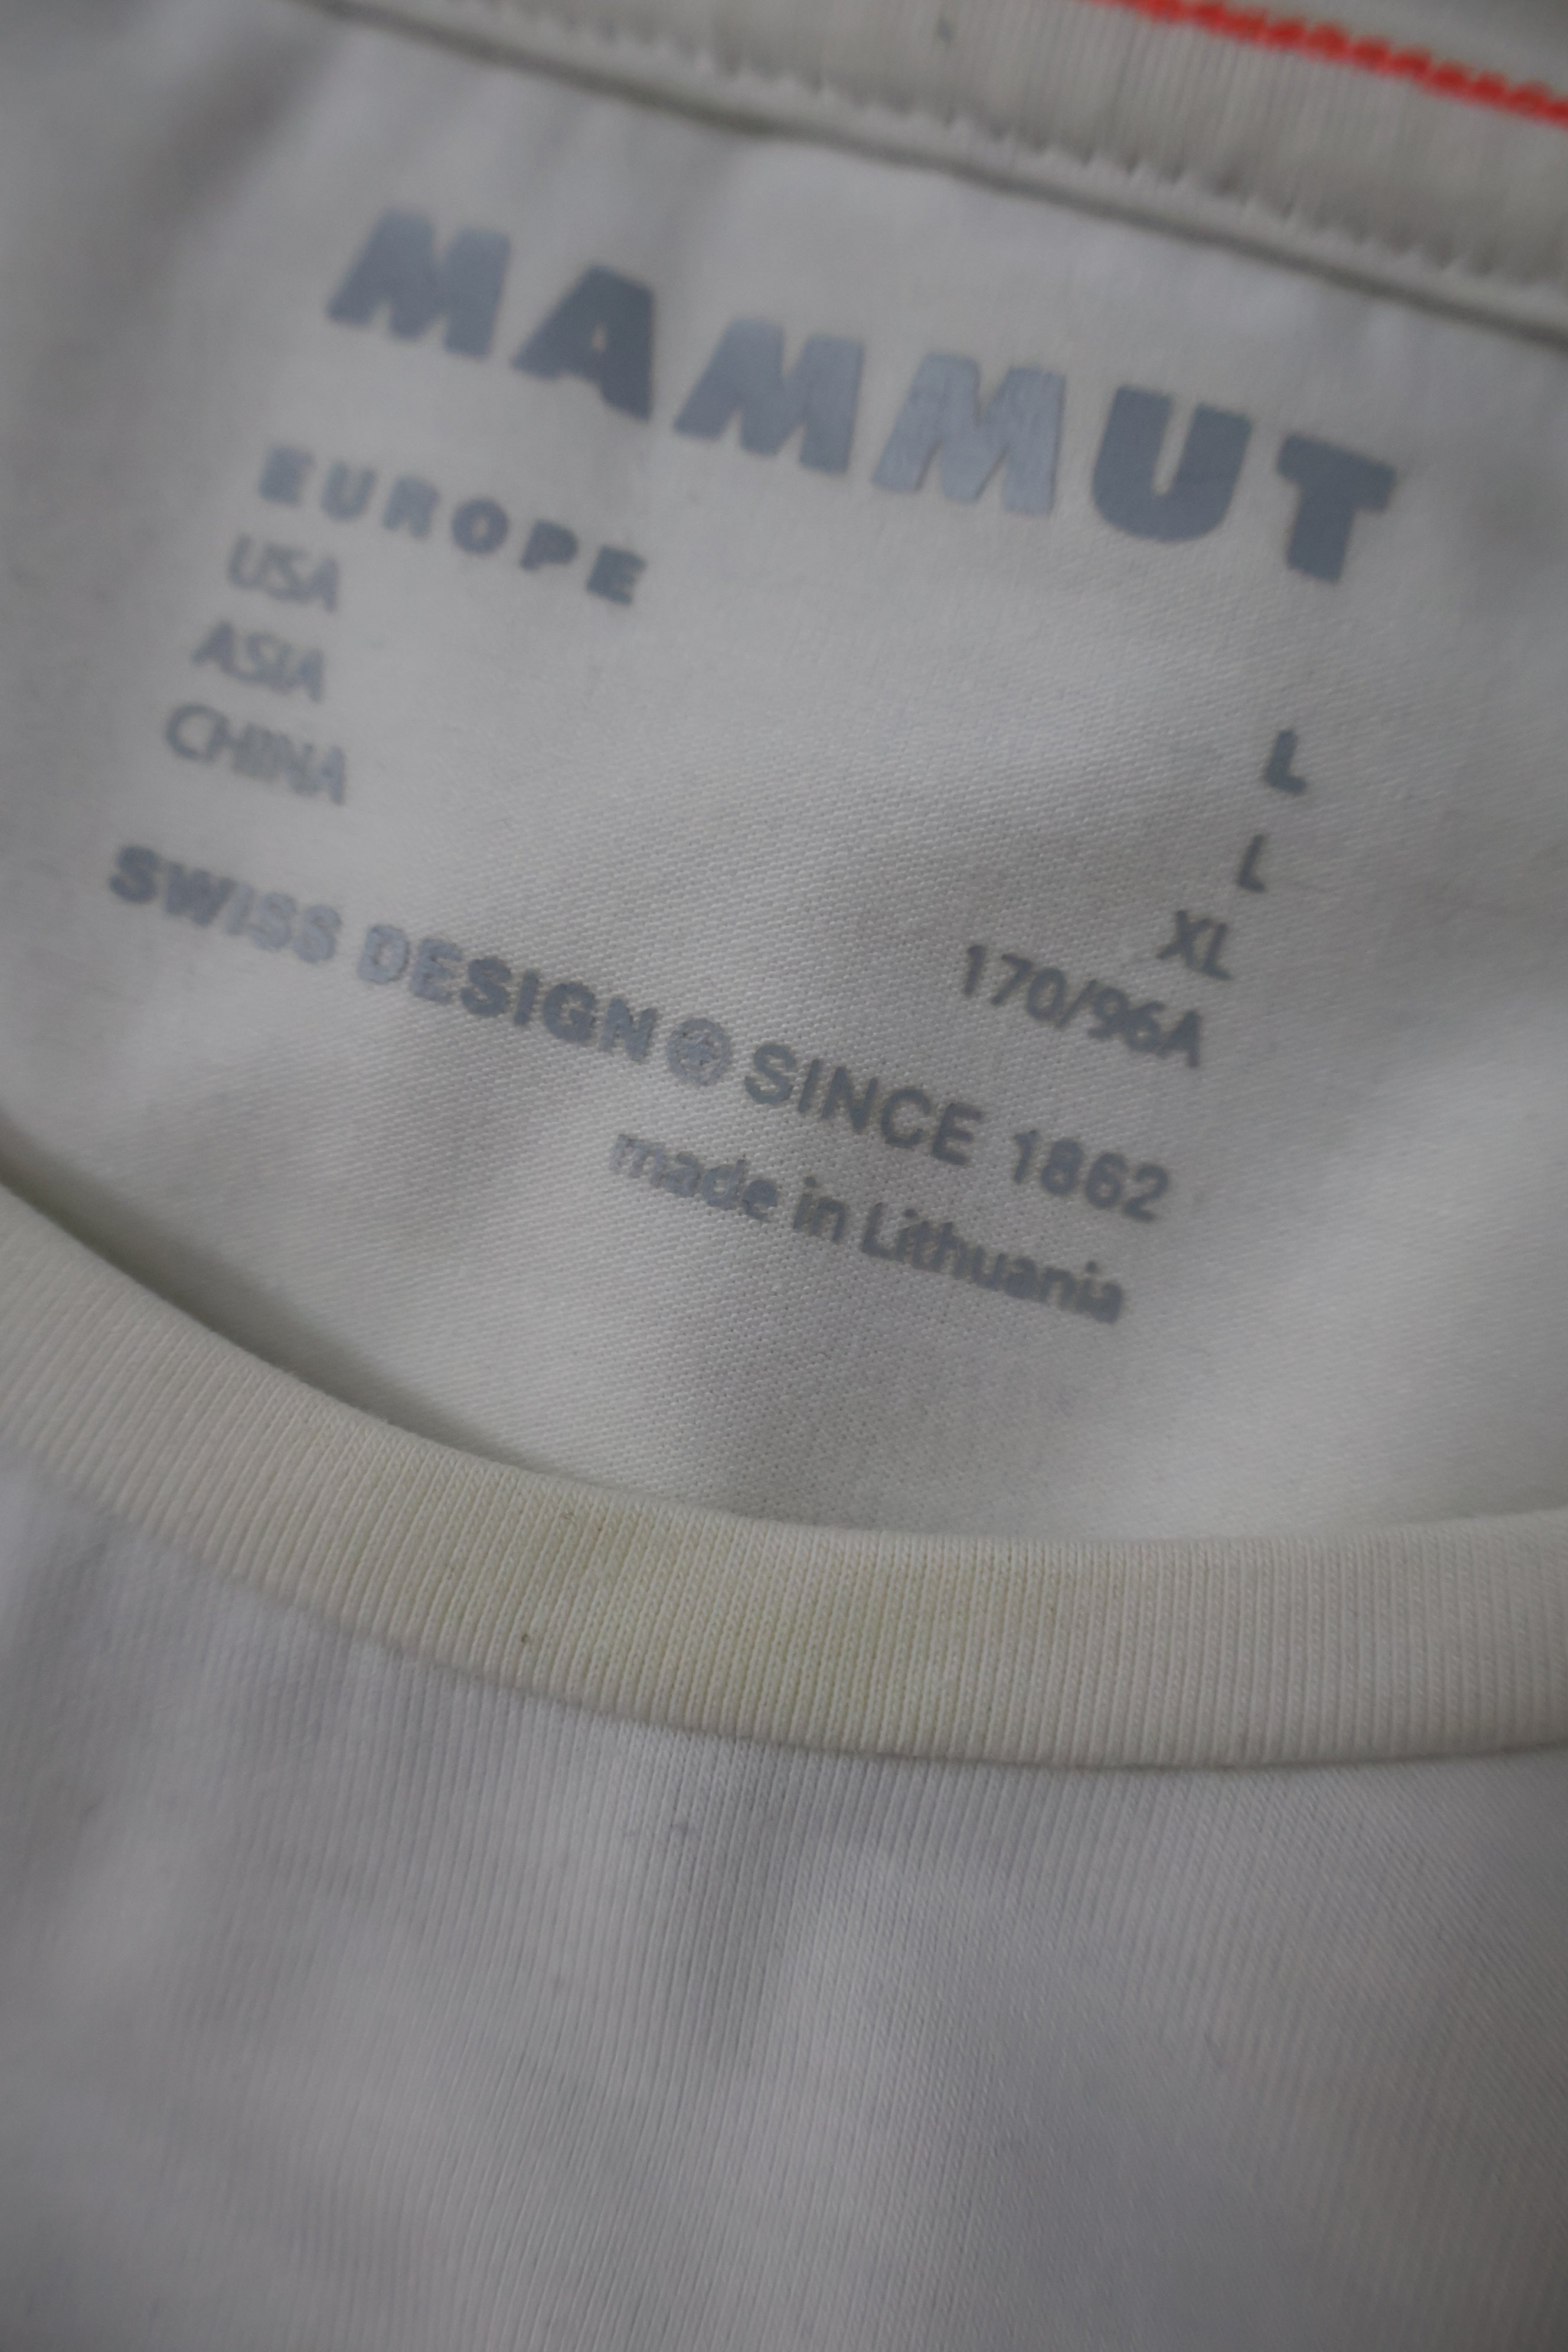 MAMMUT
EUROPE L
USA L
ASIA XL
CHINA 170/96A
SWISS DESIGN SINCE 1862
made in Lithuania